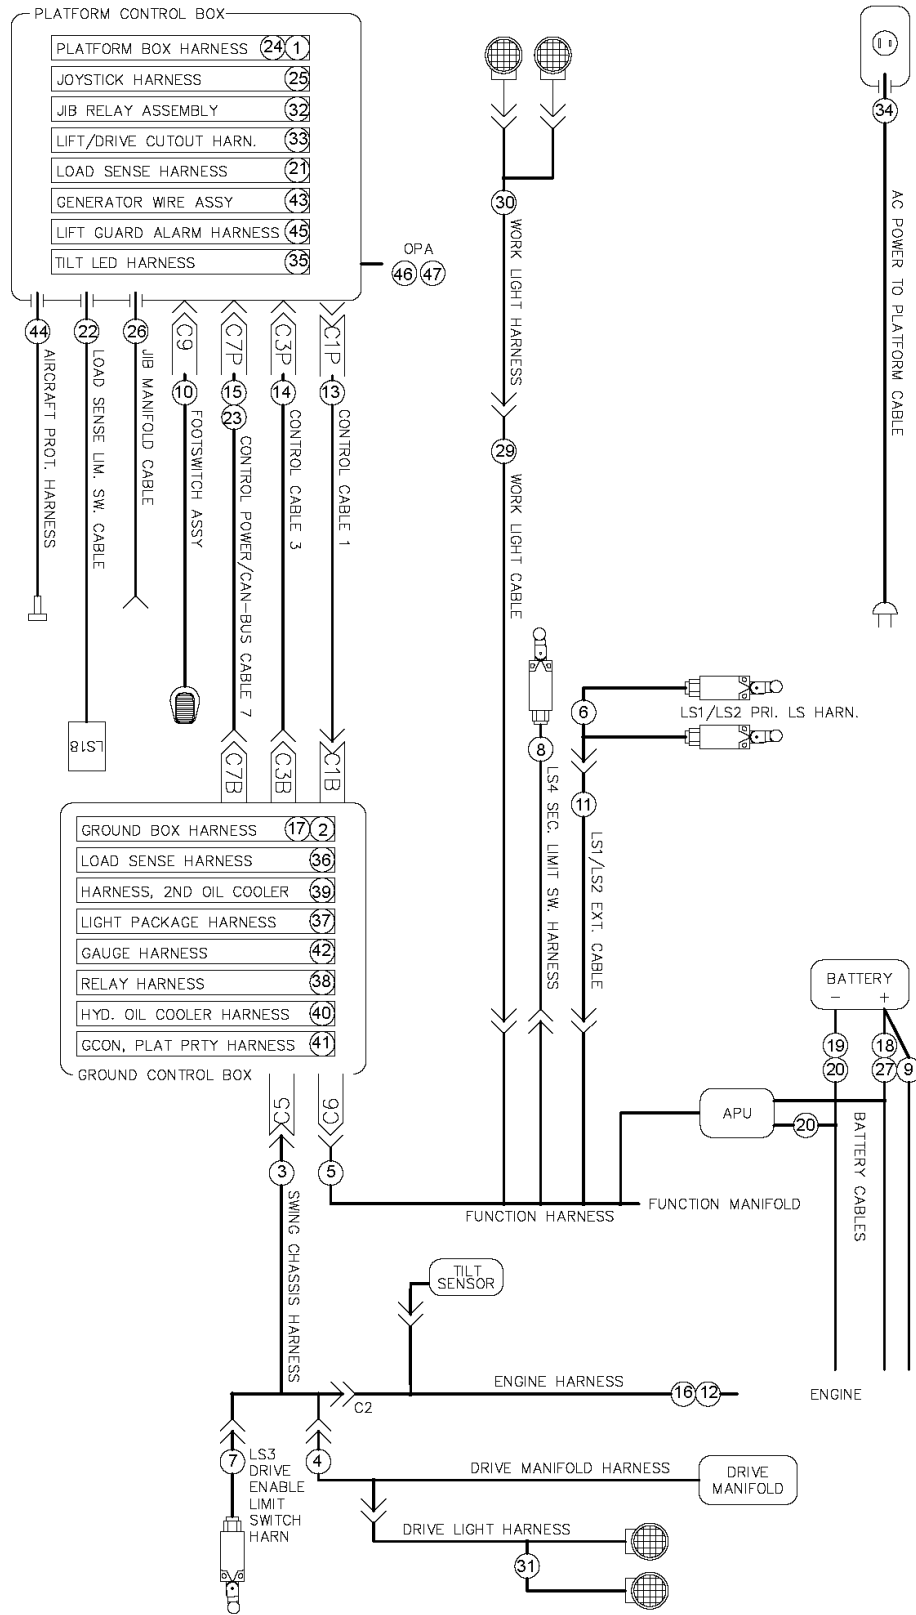 PLATFORM CONTROL BOX
PLATFORM BOX HARNESS 24 1
JOYSTICK HARNESS 25
JIB RELAY ASSEMBLY 32
LIFT/DRIVE CUTOUT HARN. 33
LOAD SENSE HARNESS 21
GENERATOR WIRE ASSY 43
LIFT GUARD ALARM HARNESS 45
TILT LED HARNESS 35
OPA
46 47
44
AIRCRAFT PROT. HARNESS
22
LOAD SENSE LIM. SW. CABLE
LS18
26
JIB MANIFOLD CABLE
C9
10
FOOTSWITCH ASSY
C7P
15
23
CONTROL POWER/CAN-BUS CABLE 7
C7B
C3P
14
CONTROL CABLE 3
C3B
C1P
13
CONTROL CABLE 1
C1B
30
WORK LIGHT HARNESS
29
WORK LIGHT CABLE
34
AC POWER TO PLATFORM CABLE
8
LS4 SEC. LIMIT SW. HARNESS
6
LS1/LS2 PRI. LS HARN.
11
LS1/LS2 EXT. CABLE
GROUND BOX HARNESS 17 2
LOAD SENSE HARNESS 36
HARNESS, 2ND OIL COOLER 39
LIGHT PACKAGE HARNESS 37
GAUGE HARNESS 42
RELAY HARNESS 38
HYD. OIL COOLER HARNESS 40
GCON, PLAT PRTY HARNESS 41
GROUND CONTROL BOX
BATTERY
- +
19 18
20 27 9
APU
20
BATTERY CABLES
C5
C6
3
5
SWING CHASSIS HARNESS
FUNCTION HARNESS
FUNCTION MANIFOLD
TILT
SENSOR
ENGINE HARNESS
16 12
ENGINE
C2
7
LS3
DRIVE
ENABLE
LIMIT
SWITCH
HARN
4
DRIVE MANIFOLD HARNESS
DRIVE
MANIFOLD
DRIVE LIGHT HARNESS
31